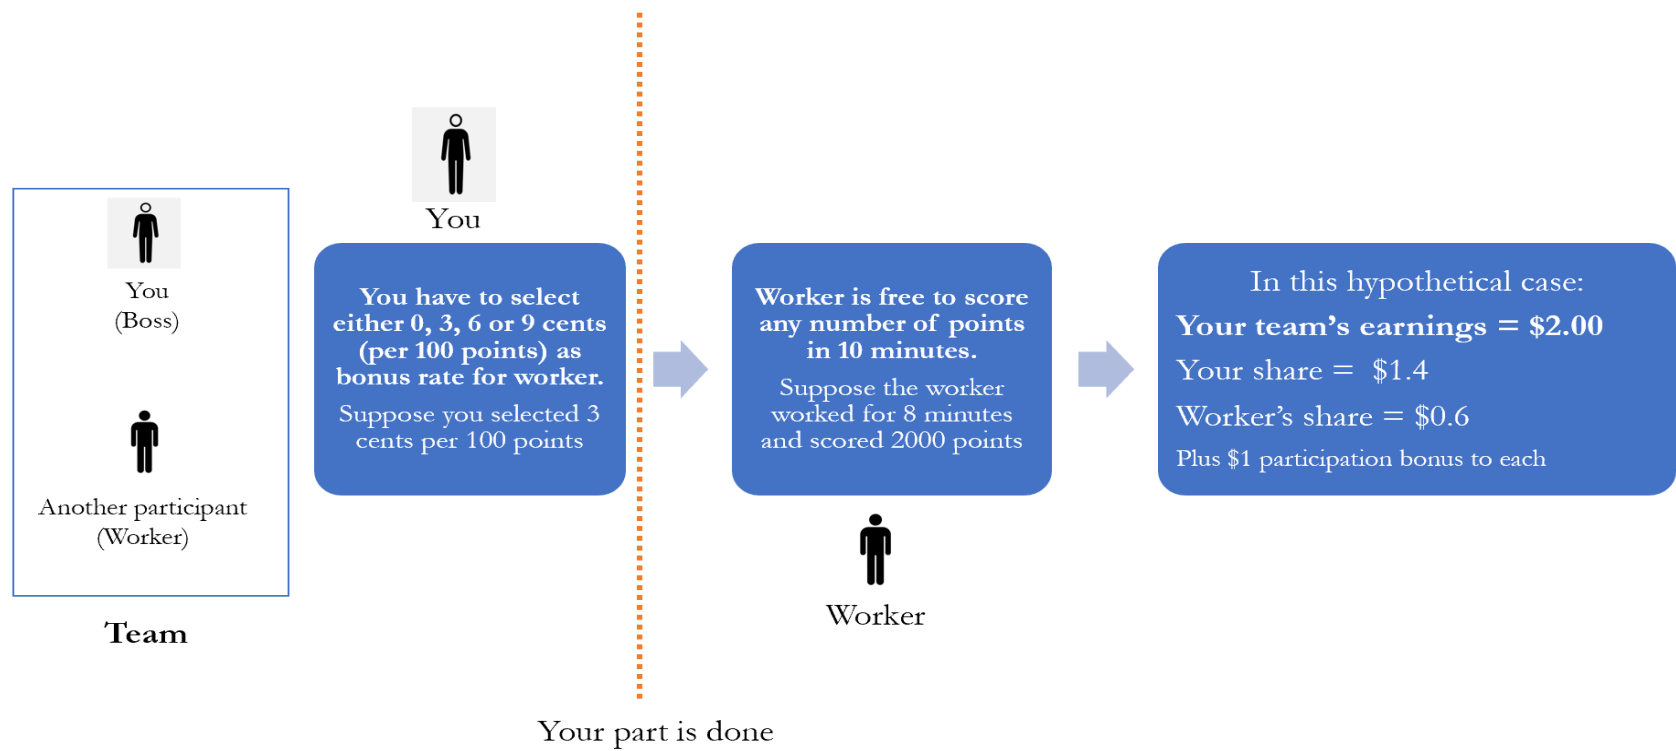 You
(Boss)
Another participant
(Worker)
Team
You
You have to select
either 0, 3, 6 or 9 cents
(per 100 points) as
bonus rate for worker.
Suppose you selected 3
cents per 100 points
Your part is done
Worker is free to score
any number of points
in 10 minutes.
Suppose the worker
worked for 8 minutes
and scored 2000 points
Worker
In this hypothetical case:
Your team's earnings = $2.00
Your share =  $1.4
Worker's share = $0.6
Plus $1 participation bonus to each